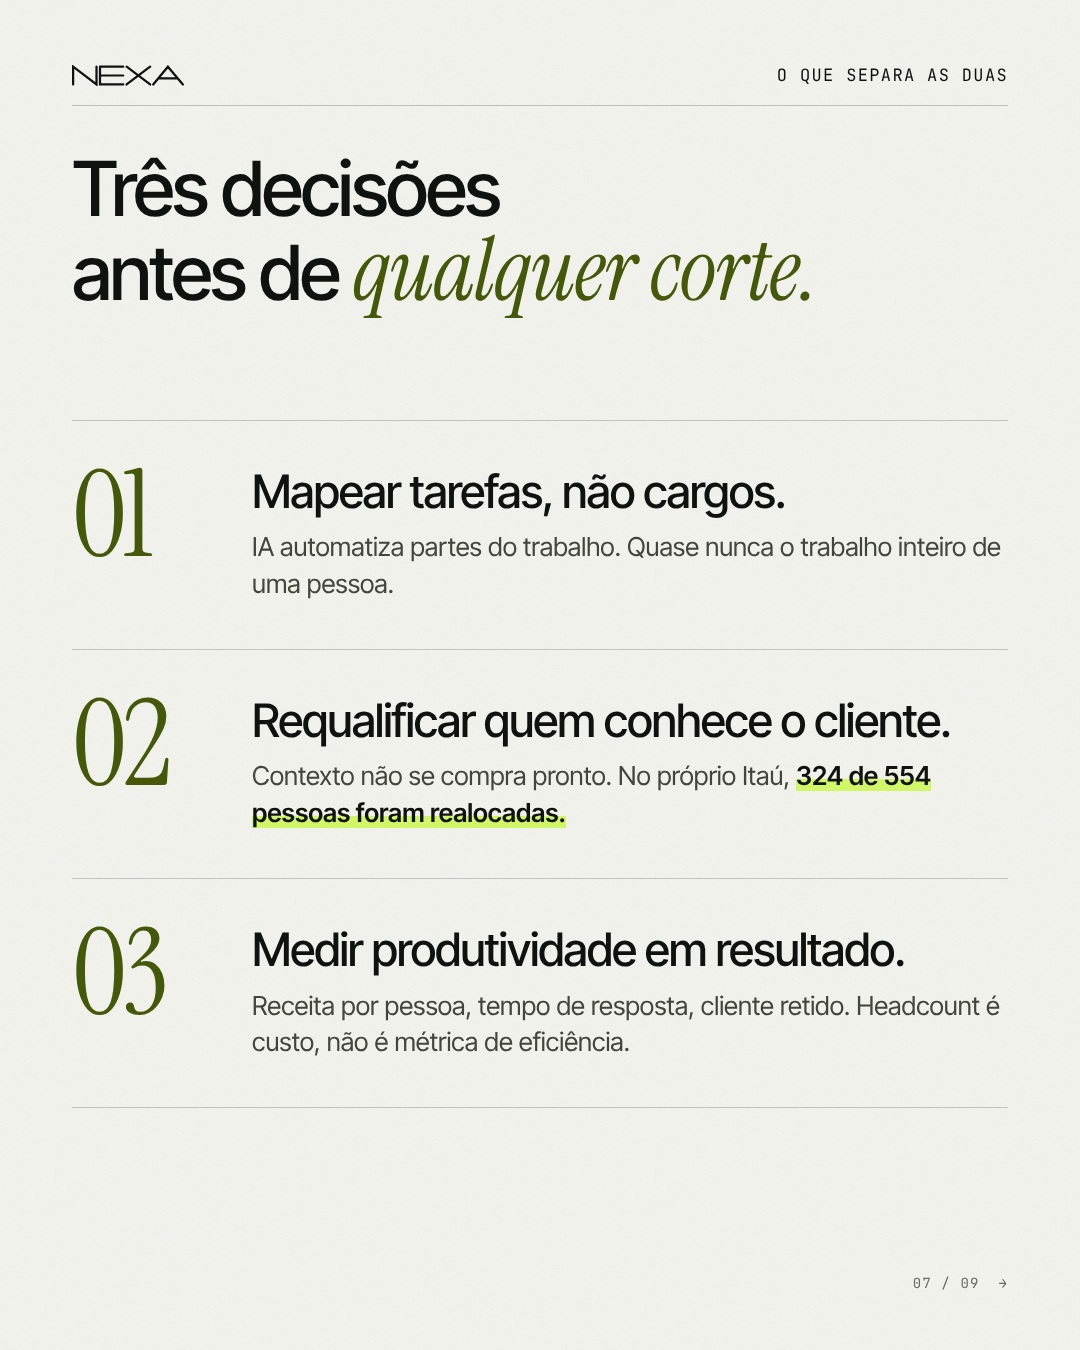 NEXA
O QUE SEPARA AS DUAS
Três decisões
antes de qualquer corte.
01
Mapear tarefas, não cargos.
IA automatiza partes do trabalho. Quase nunca o trabalho inteiro de
uma pessoa.
02
Requalificar quem conhece o cliente.
Contexto não se compra pronto. No próprio Itaú, 324 de 554
pessoas foram realocadas.
03
Medir produtividade em resultado.
Receita por pessoa, tempo de resposta, cliente retido. Headcount é
custo, não é métrica de eficiência.
07 / 09 →